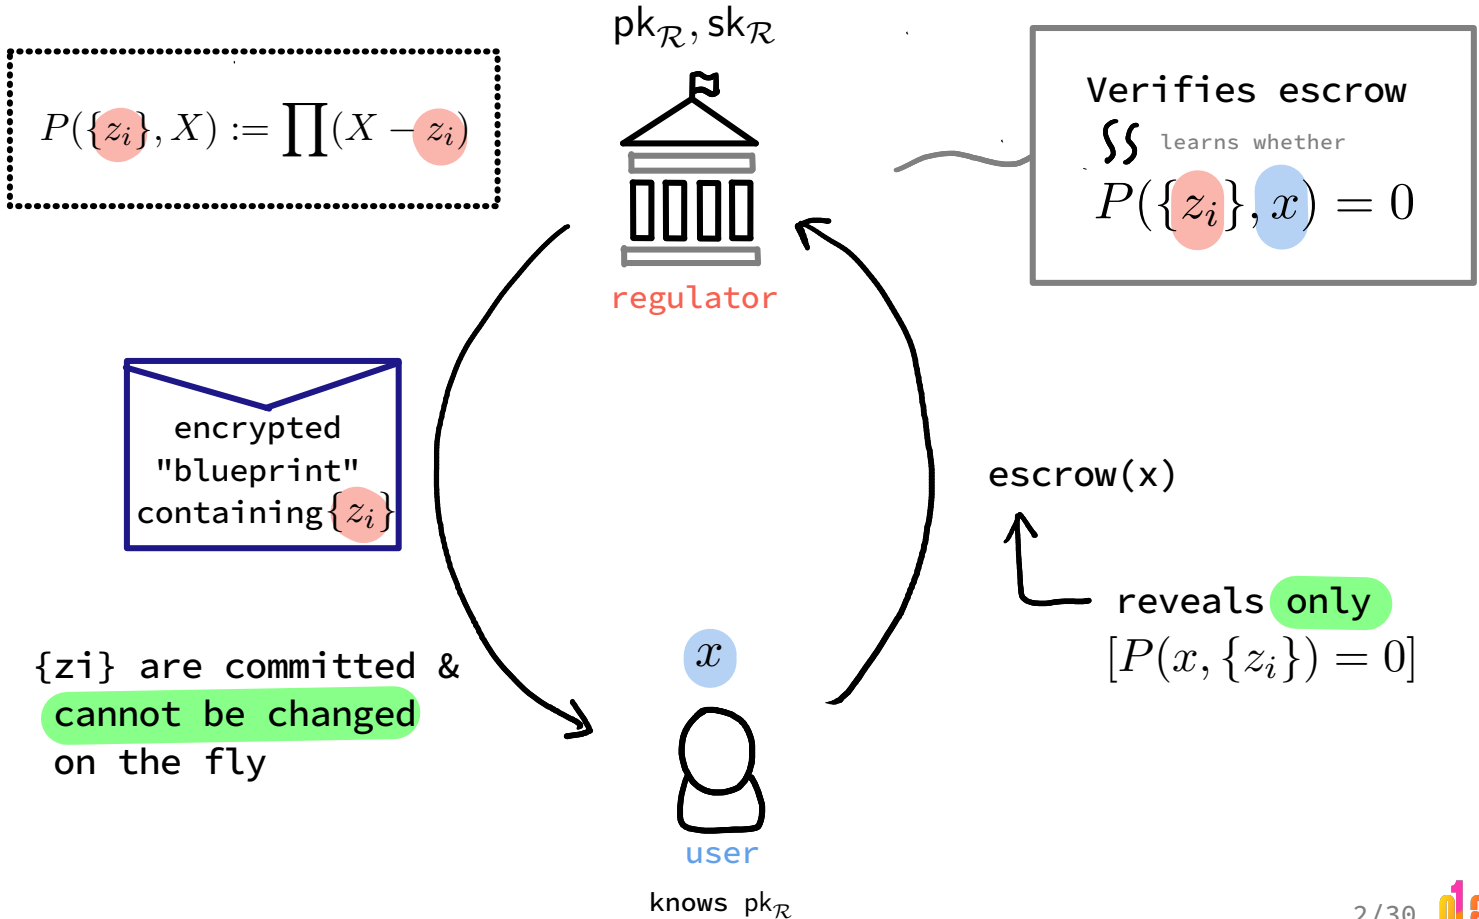 pk_R, sk_R
P({z_i}, X) := ∏(X − z_i)
Verifies escrow
learns whether
P({z_i}, x) = 0
regulator
encrypted
"blueprint"
containing {z_i}
escrow(x)
reveals only
[P(x, {z_i}) = 0]
{zi} are committed &
cannot be changed
on the fly
x
user
knows pk_R
2/30